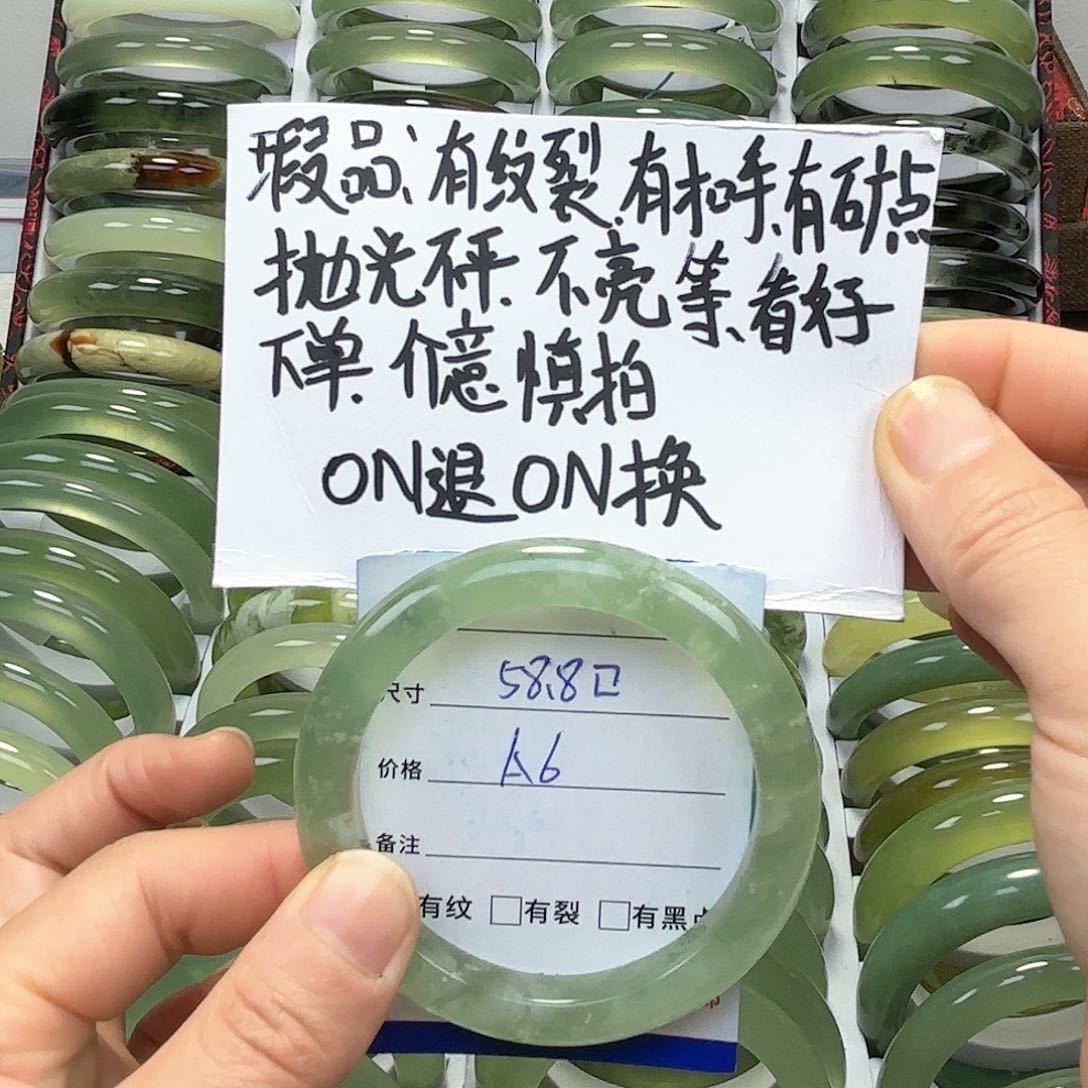 瑕品、有纹裂、有扣手、有矿点
抛光砰、不亮等、看好
下单、介意慎拍
ON退ON换
尺寸 58.8口
价格 A6
备注
有纹 □有裂 □有黑点